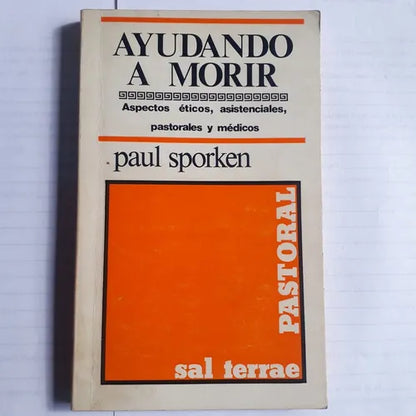 AYUDANDO
A MORIR
Aspectos éticos, asistenciales,
pastorales y médicos
paul sporken
PASTORAL
sal terrae